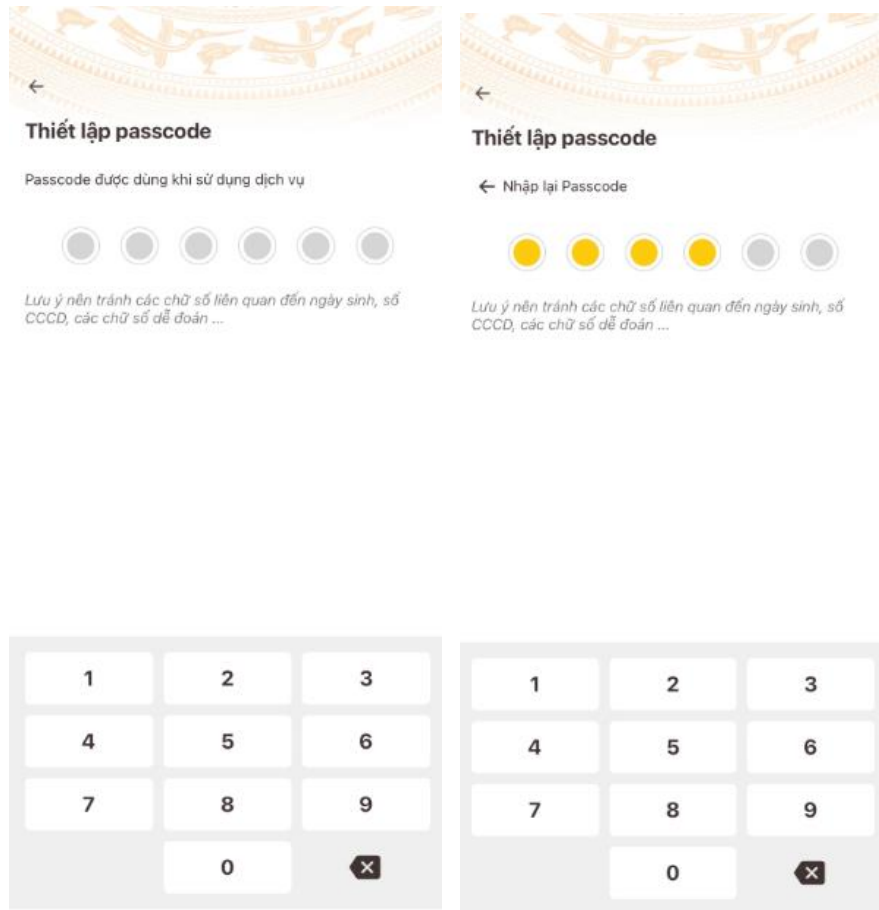 Thiết lập passcode
Passcode được dùng khi sử dụng dịch vụ
Lưu ý nên tránh các chữ số liên quan đến ngày sinh, số
CCCD, các chữ số dễ đoán ...
1 2 3
4 5 6
7 8 9
0
Thiết lập passcode
Nhập lại Passcode
Lưu ý nên tránh các chữ số liên quan đến ngày sinh, số
CCCD, các chữ số dễ đoán ...
1 2 3
4 5 6
7 8 9
0